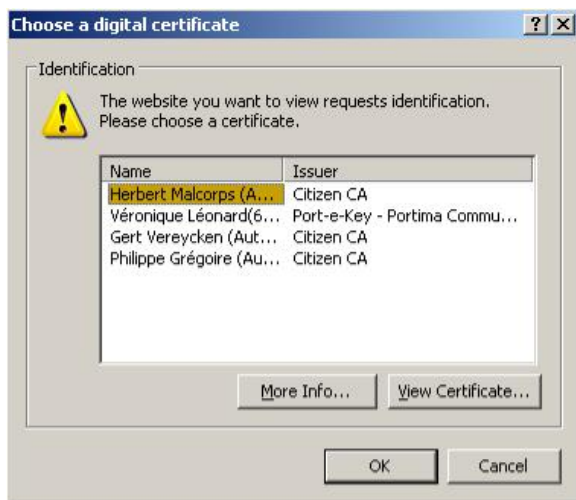 Choose a digital certificate
Identification
The website you want to view requests identification.
Please choose a certificate.
Name Issuer
Herbert Malcorps (A... Citizen CA
Véronique Léonard(6... Port-e-Key - Portima Commu...
Gert Vereycken (Aut... Citizen CA
Philippe Grégoire (Au... Citizen CA
More Info... View Certificate...
OK Cancel